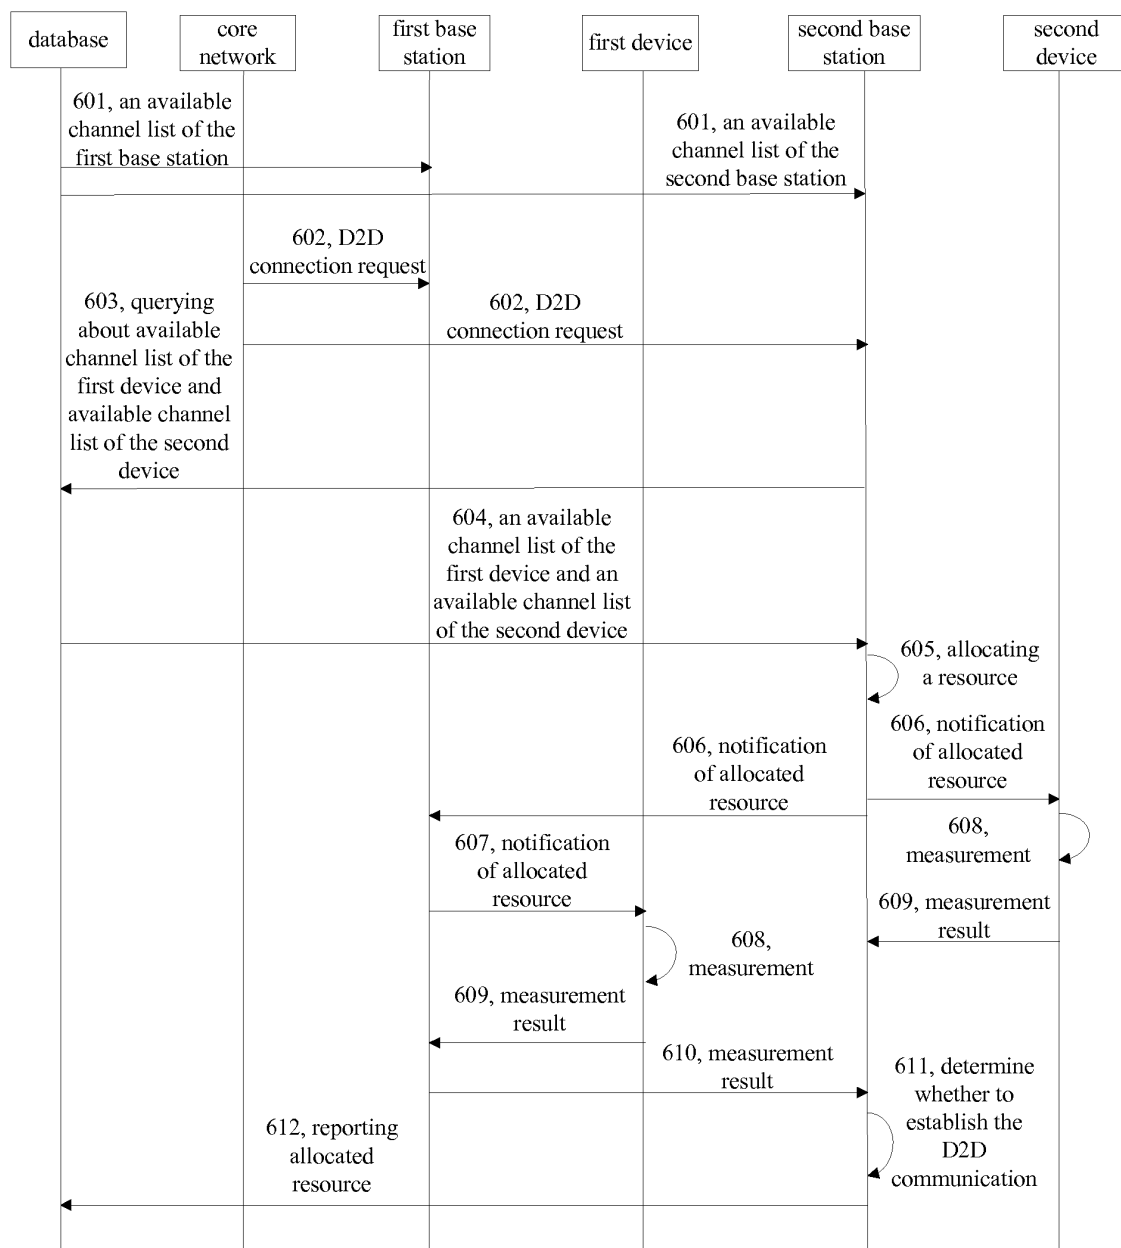 database
core
network
first base
station
first device
second base
station
second
device
601, an available
channel list of the
first base station
601, an available
channel list of the
second base station
602, D2D
connection request
602, D2D
connection request
603, querying
about available
channel list of the
first device and
available channel
list of the second
device
604, an available
channel list of the
first device and an
available channel list
of the second device
605, allocating
a resource
606, notification
of allocated
resource
606, notification
of allocated
resource
607, notification
of allocated
resource
608,
measurement
609, measurement
result
608,
measurement
609, measurement
result
610, measurement
result
611, determine
whether to
establish the
D2D
communication
612, reporting
allocated
resource